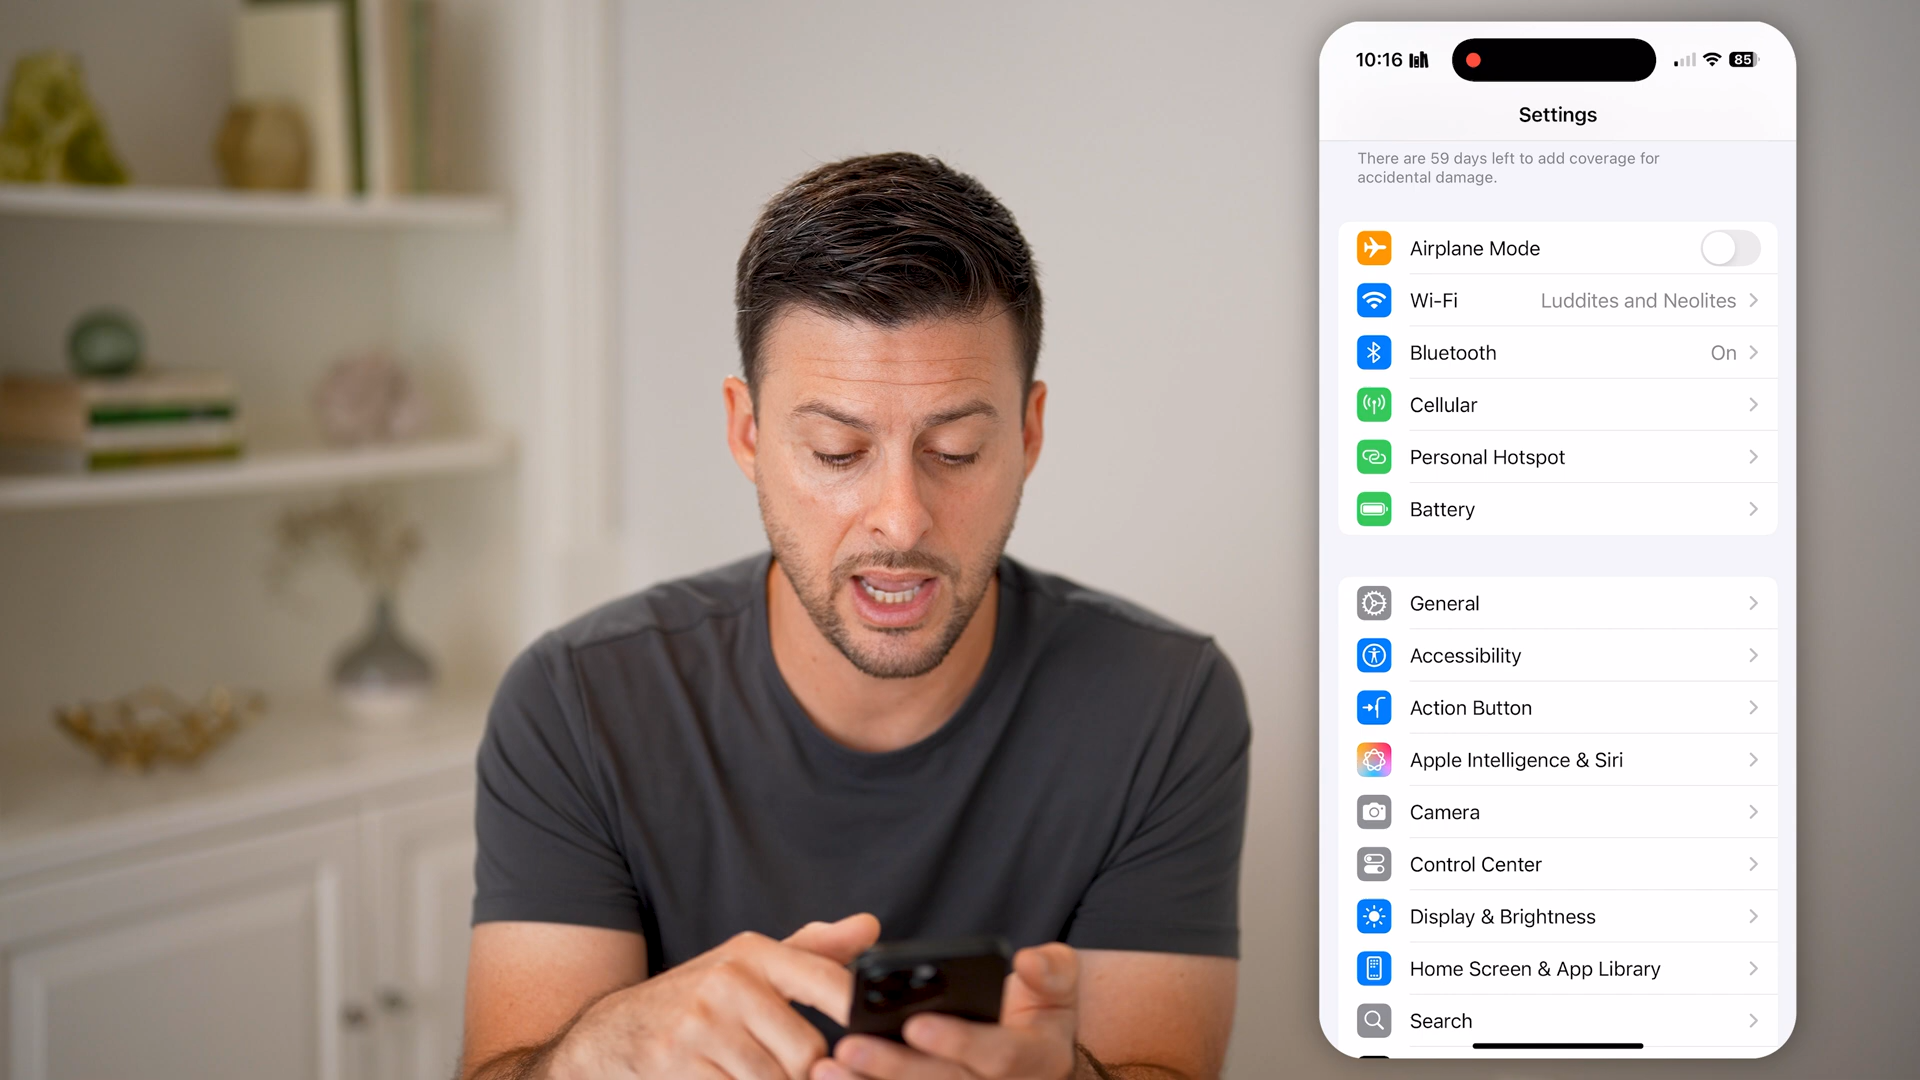 10:16
85
Settings
There are 59 days left to add coverage for
accidental damage.
Airplane Mode
Wi-Fi Luddites and Neolites
Bluetooth On
Cellular
Personal Hotspot
Battery
General
Accessibility
Action Button
Apple Intelligence & Siri
Camera
Control Center
Display & Brightness
Home Screen & App Library
Search